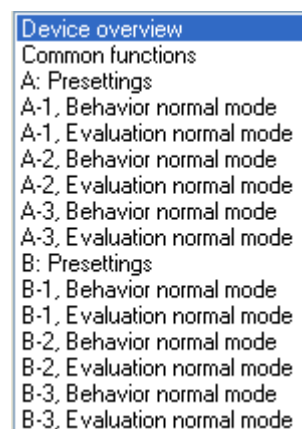 Device overview
Common functions
A: Presettings
A-1, Behavior normal mode
A-1, Evaluation normal mode
A-2, Behavior normal mode
A-2, Evaluation normal mode
A-3, Behavior normal mode
A-3, Evaluation normal mode
B: Presettings
B-1, Behavior normal mode
B-1, Evaluation normal mode
B-2, Behavior normal mode
B-2, Evaluation normal mode
B-3, Behavior normal mode
B-3, Evaluation normal mode